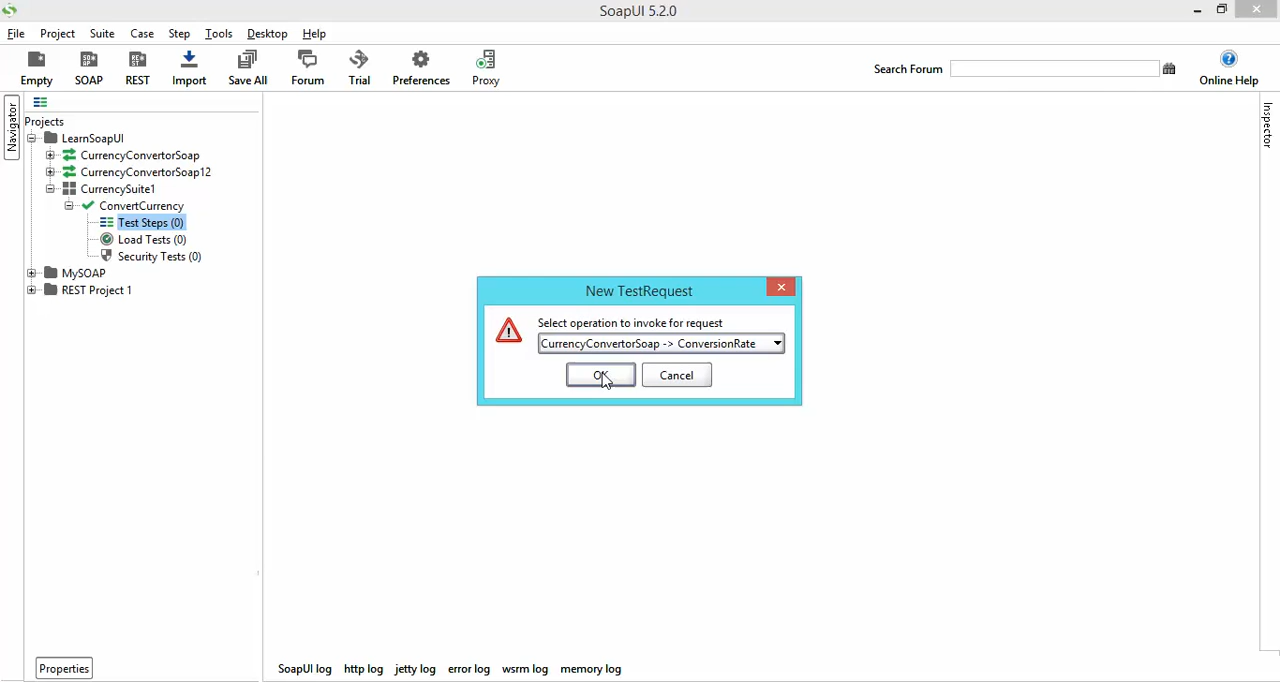 SoapUI 5.2.0
File Project Suite Case Step Tools Desktop Help
Empty SOAP REST Import Save All Forum Trial Preferences Proxy Search Forum Online Help
Navigator
Projects
LearnSoapUI
CurrencyConvertorSoap
CurrencyConvertorSoap12
CurrencySuite1
ConvertCurrency
Test Steps (0)
Load Tests (0)
Security Tests (0)
MySOAP
REST Project 1
New TestRequest
Select operation to invoke for request
CurrencyConvertorSoap -> ConversionRate
OK Cancel
Inspector
Properties
SoapUI log http log jetty log error log wsrm log memory log